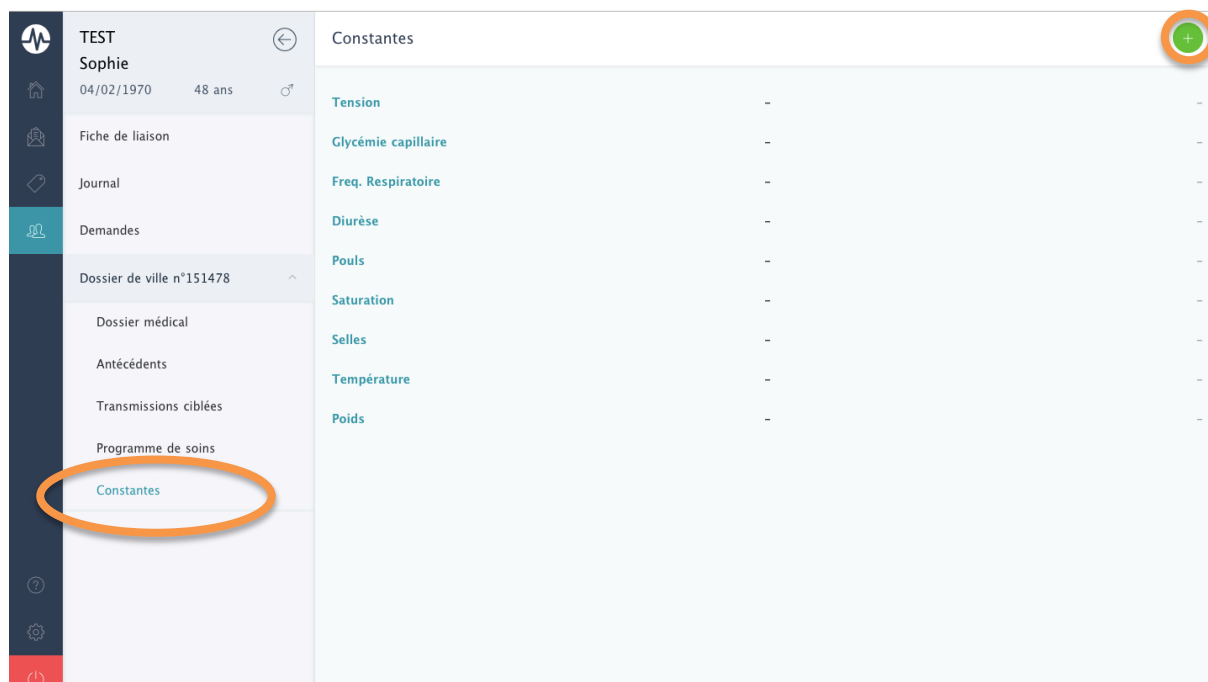 TEST
Sophie
04/02/1970 48 ans
Fiche de liaison
Journal
Demandes
Dossier de ville n°151478
Dossier médical
Antécédents
Transmissions ciblées
Programme de soins
Constantes
Constantes
+
Tension - -
Glycémie capillaire - -
Freq. Respiratoire - -
Diurèse - -
Pouls - -
Saturation - -
Selles - -
Température - -
Poids - -
?